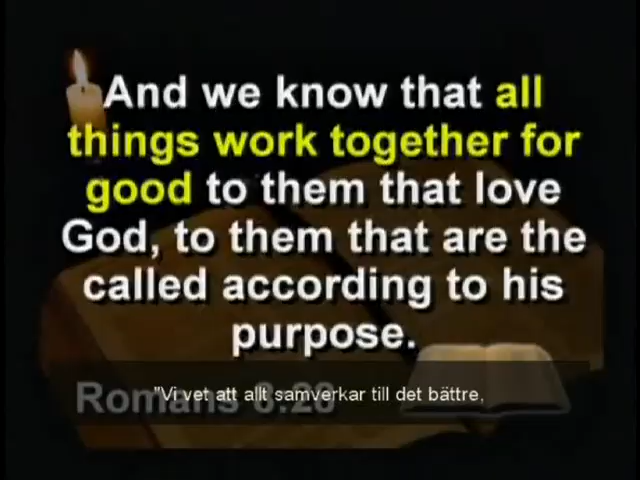 And we know that all
things work together for
good to them that love
God, to them that are the
called according to his
purpose.
Romans 8:28
"Vi vet att allt samverkar till det bättre,